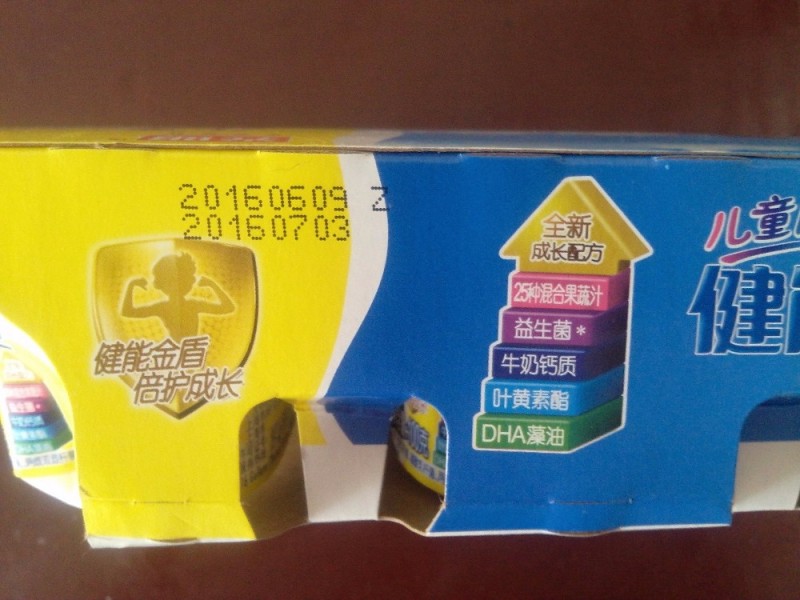 20160609 Z
20160703
健能金盾
倍护成长
全新
成长配方
25种混合果蔬汁
益生菌*
牛奶钙质
叶黄素酯
DHA藻油
儿童
健